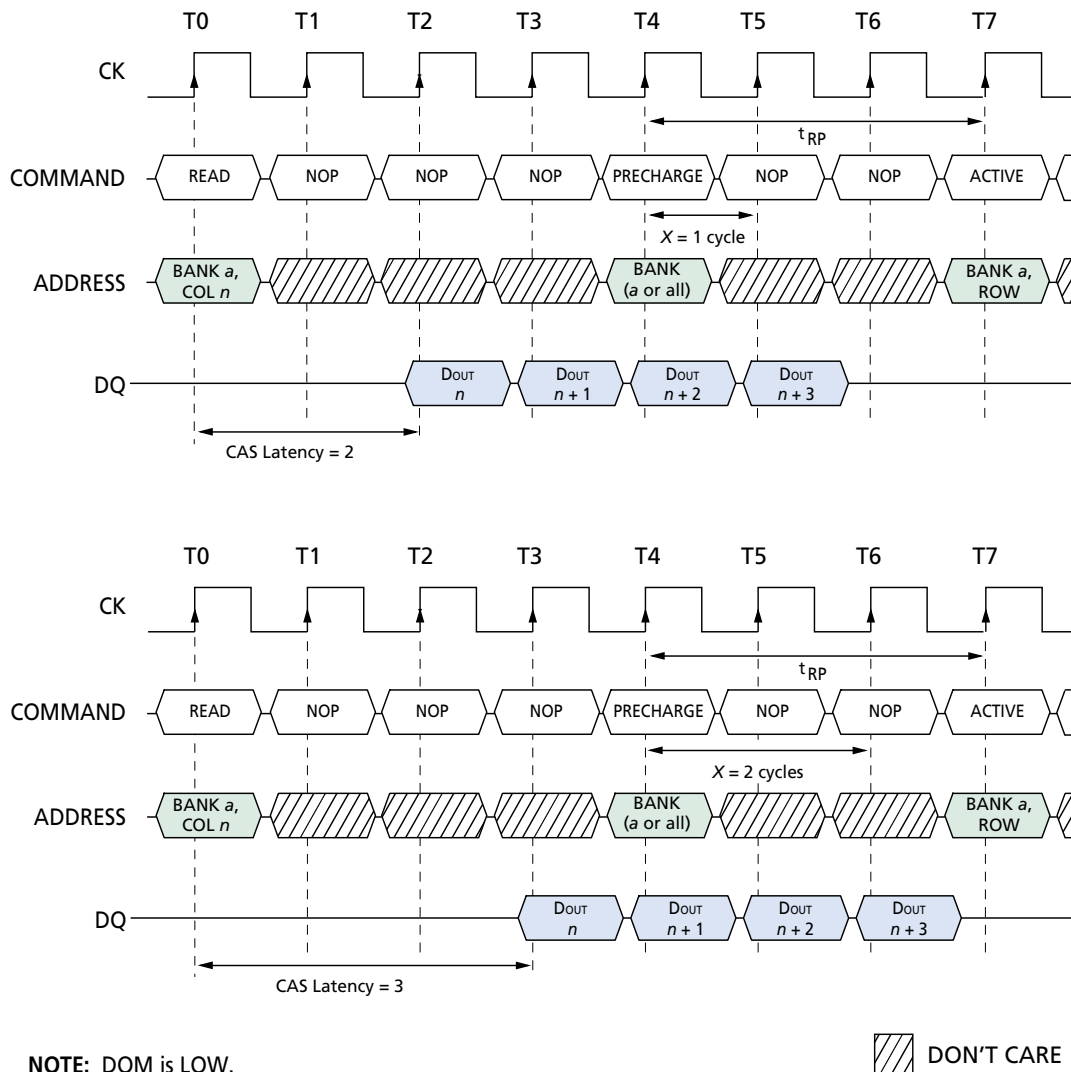 T0 T1 T2 T3 T4 T5 T6 T7
CK
tRP
COMMAND READ NOP NOP NOP PRECHARGE NOP NOP ACTIVE
X = 1 cycle
ADDRESS BANK a, COL n BANK (a or all) BANK a, ROW
DQ DOUT n DOUT n + 1 DOUT n + 2 DOUT n + 3
CAS Latency = 2
T0 T1 T2 T3 T4 T5 T6 T7
CK
tRP
COMMAND READ NOP NOP NOP PRECHARGE NOP NOP ACTIVE
X = 2 cycles
ADDRESS BANK a, COL n BANK (a or all) BANK a, ROW
DQ DOUT n DOUT n + 1 DOUT n + 2 DOUT n + 3
CAS Latency = 3
NOTE: DQM is LOW.
DON'T CARE